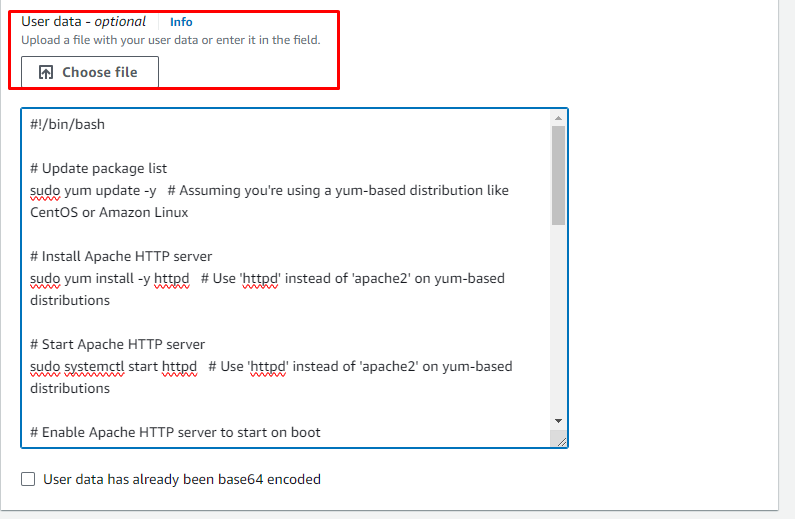 User data - optional Info
Upload a file with your user data or enter it in the field.
Choose file
#!/bin/bash
# Update package list
sudo yum update -y # Assuming you're using a yum-based distribution like
CentOS or Amazon Linux
# Install Apache HTTP server
sudo yum install -y httpd # Use 'httpd' instead of 'apache2' on yum-based
distributions
# Start Apache HTTP server
sudo systemctl start httpd # Use 'httpd' instead of 'apache2' on yum-based
distributions
# Enable Apache HTTP server to start on boot
User data has already been base64 encoded